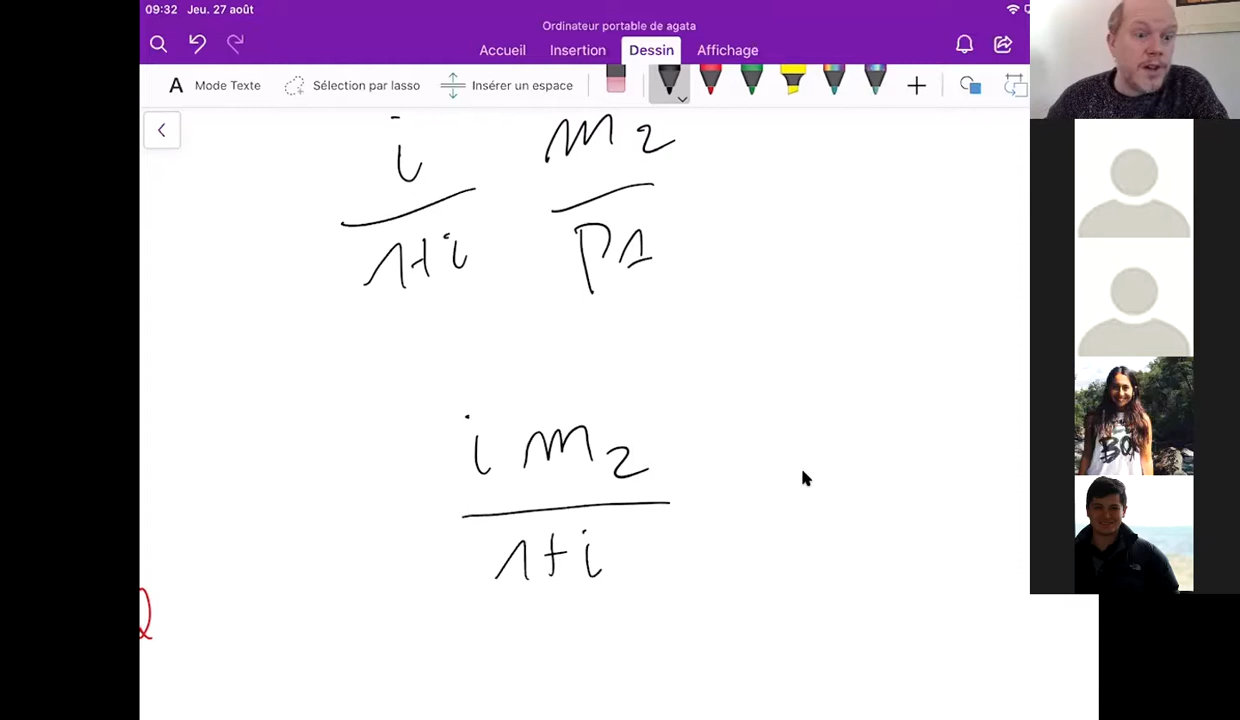 09:32 Jeu. 27 août
Ordinateur portable de agata
Accueil Insertion Dessin Affichage
A Mode Texte Sélection par lasso Insérer un espace
i m2
1+i p1
i m2
1+i
Q
BO